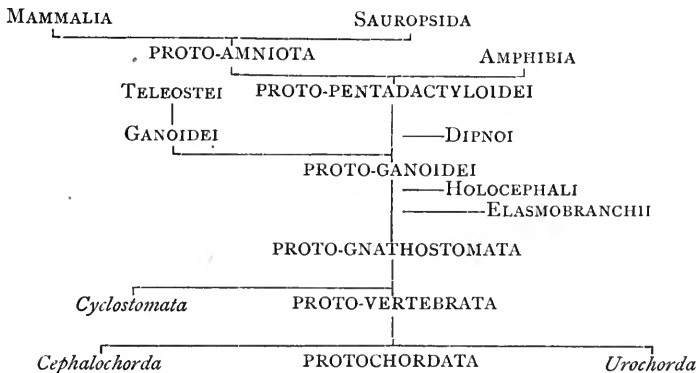 MAMMALIA SAUROPSIDA
PROTO-AMNIOTA AMPHIBIA
TELEOSTEI PROTO-PENTADACTYLOIDEI
GANOIDEI DIPNOI
PROTO-GANOIDEI
HOLOCEPHALI
ELASMOBRANCHII
PROTO-GNATHOSTOMATA
Cyclostomata PROTO-VERTEBRATA
Cephalochorda PROTOCHORDATA Urochorda